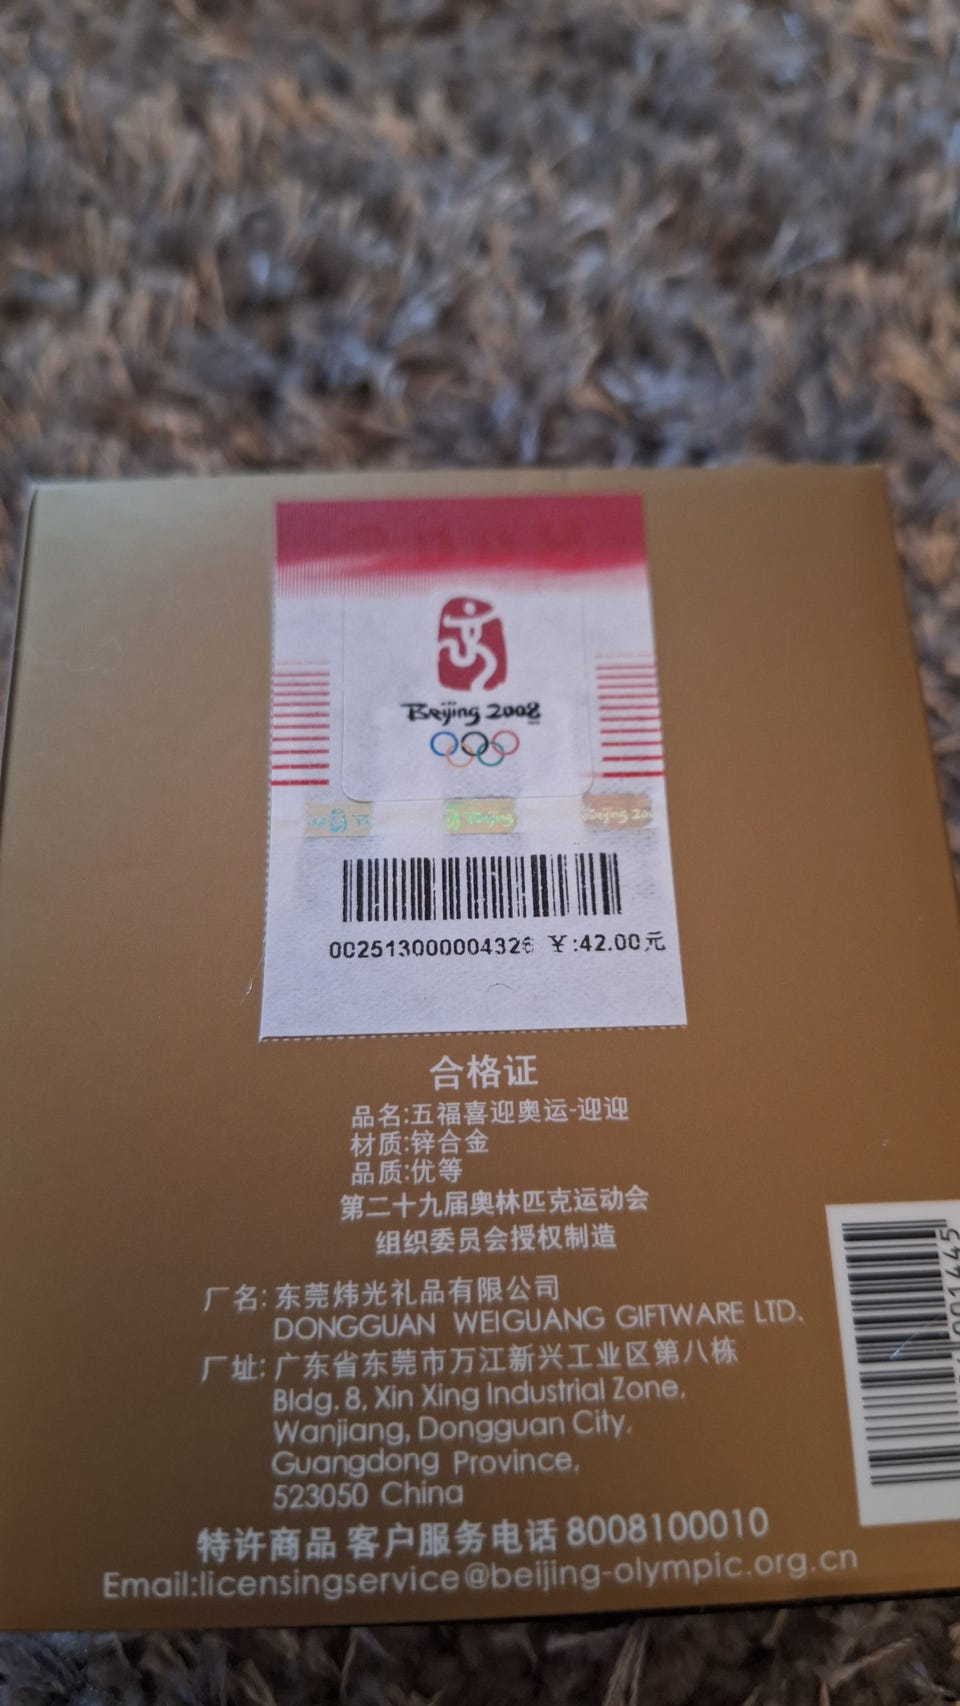 Beijing 2008
Beijing
Beijing 20
002513000004326 ¥:42.00元
合格证
品名:五福喜迎奥运-迎迎
材质:锌合金
品质:优等
第二十九届奥林匹克运动会
组织委员会授权制造
厂名:东莞炜光礼品有限公司
DONGGUAN WEIGUANG GIFTWARE LTD.
厂址:广东省东莞市万江新兴工业区第八栋
Bldg. 8, Xin Xing Industrial Zone,
Wanjiang, Dongguan City,
Guangdong Province,
523050 China
特许商品 客户服务电话 8008100010
Email:licensingservice@beijing-olympic.org.cn